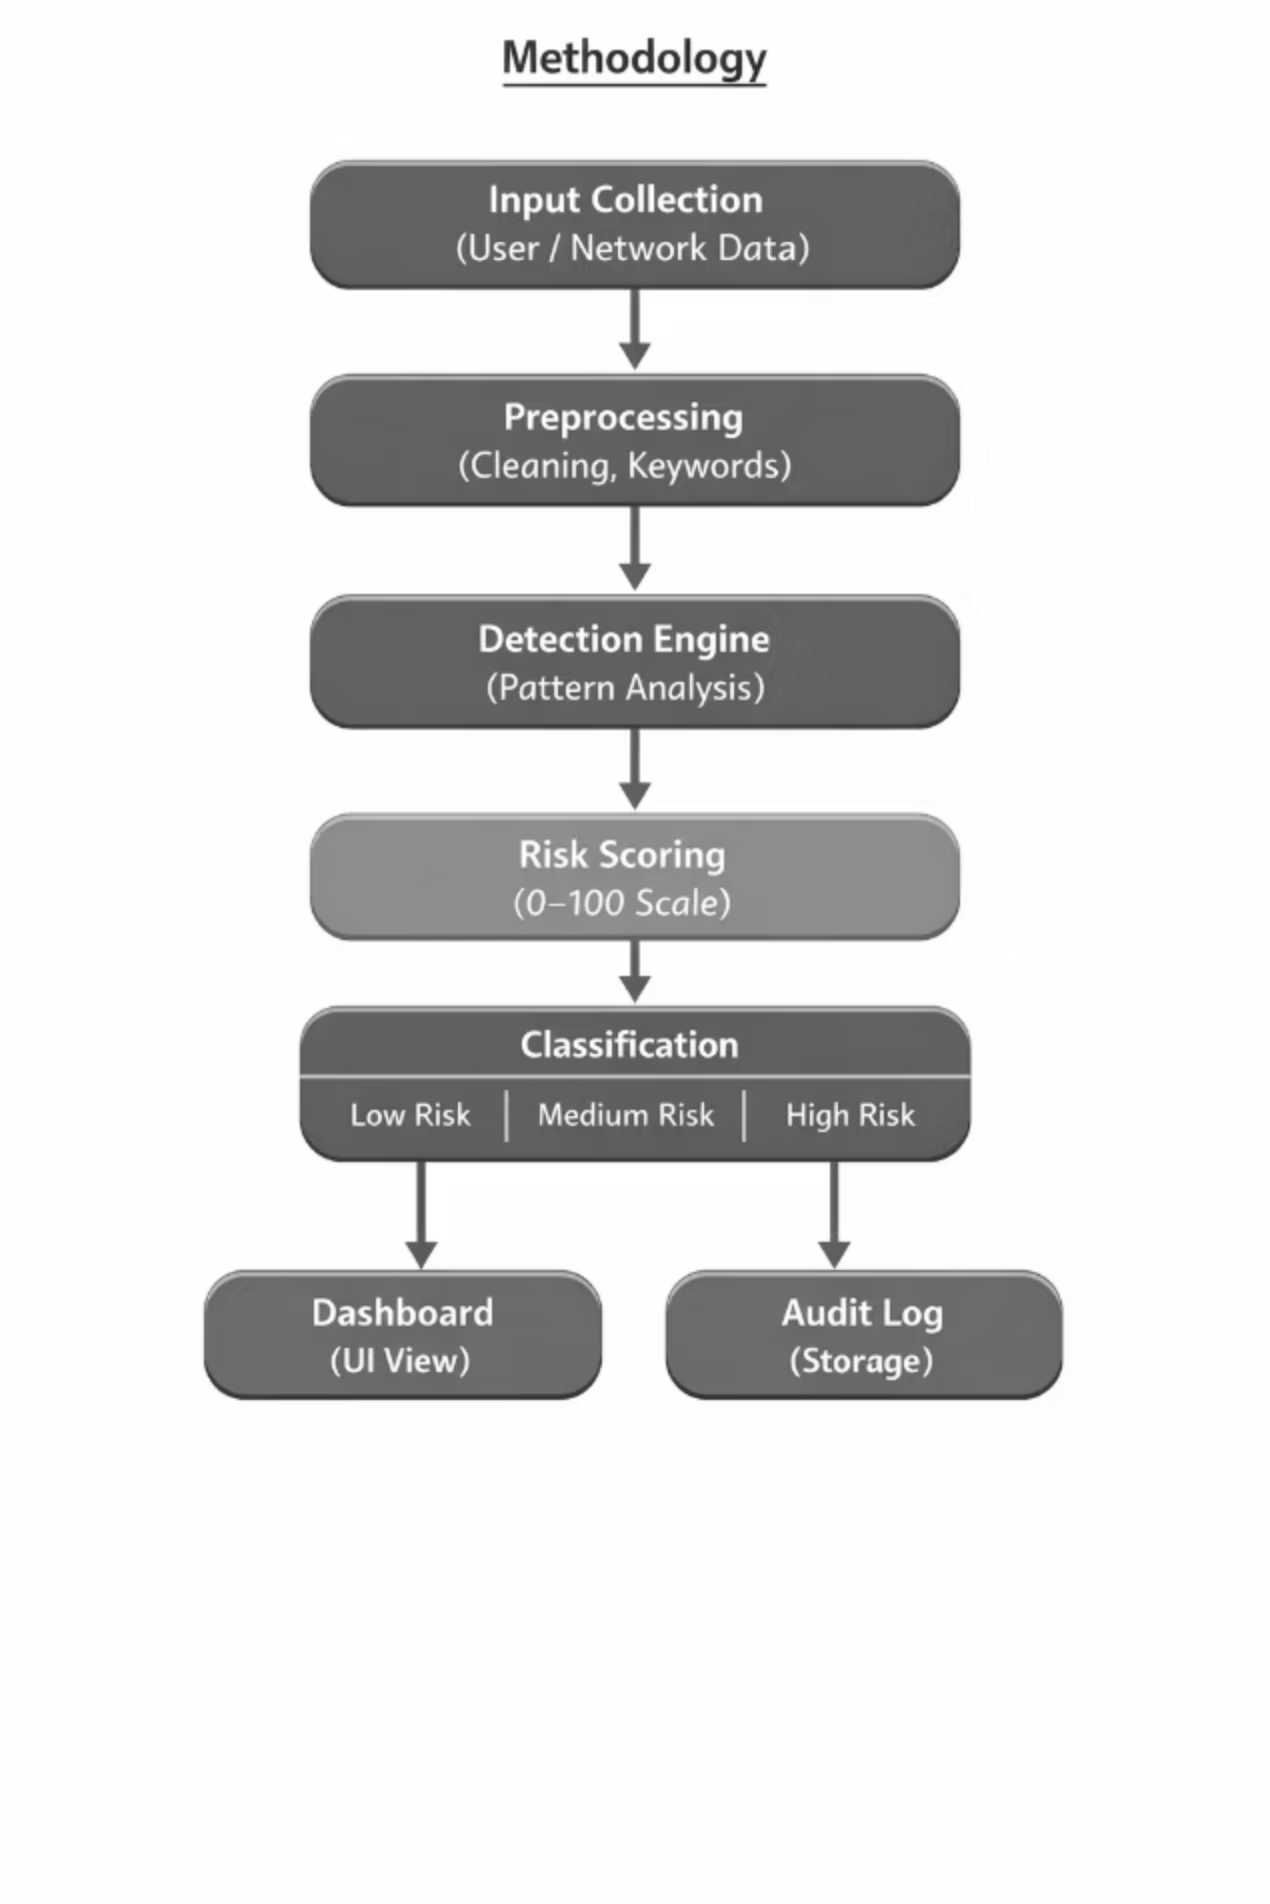 Methodology
Input Collection
(User / Network Data)
Preprocessing
(Cleaning, Keywords)
Detection Engine
(Pattern Analysis)
Risk Scoring
(0–100 Scale)
Classification
Low Risk | Medium Risk | High Risk
Dashboard
(UI View)
Audit Log
(Storage)